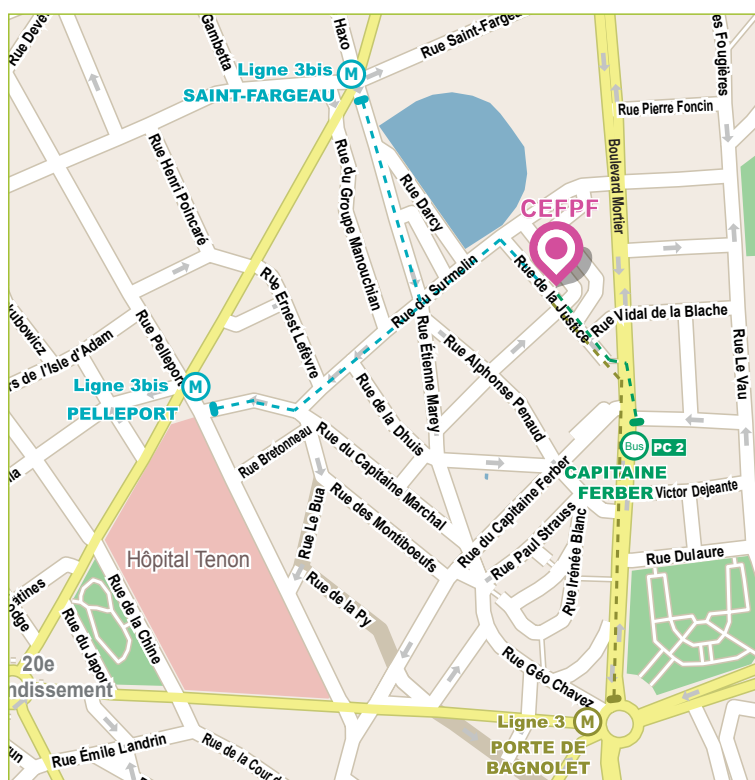 Rue Haxo
Gambetta
Rue Saint-Fargeau
Ligne 3bis
M
SAINT-FARGEAU
Rue Pierre Foncin
Fougières
Rue Henri Poincaré
Rue du Groupe Manouchian
Rue Darcy
Boulevard Mortier
CEFPF
Rue de la Justice
Rue du Surmelin
Rue Ernest Lefèvre
Rue Vidal de la Blache
Rue Pelleport
Rue Étienne Marey
Rue Alphonse Penaud
Rue Le Vau
s de l'Isle d'Adam
Ligne 3bis
M
PELLEPORT
Rue de la Dhuis
Rue Bretonneau
Rue du Capitaine Marchal
Bus
PC 2
CAPITAINE
FERBER
Rue du Capitaine Ferber
Victor Dejeante
Rue Le Bua
Rue des Montiboeufs
Rue Paul Strauss
Rue Irénée Blanc
Rue Dulaure
Hôpital Tenon
Rue de la Py
Rue de la Chine
Rue du Japon
20e
ndissement
Rue Géo Chavez
Ligne 3
M
PORTE DE
BAGNOLET
Rue Émile Landrin
Rue de la Cour d